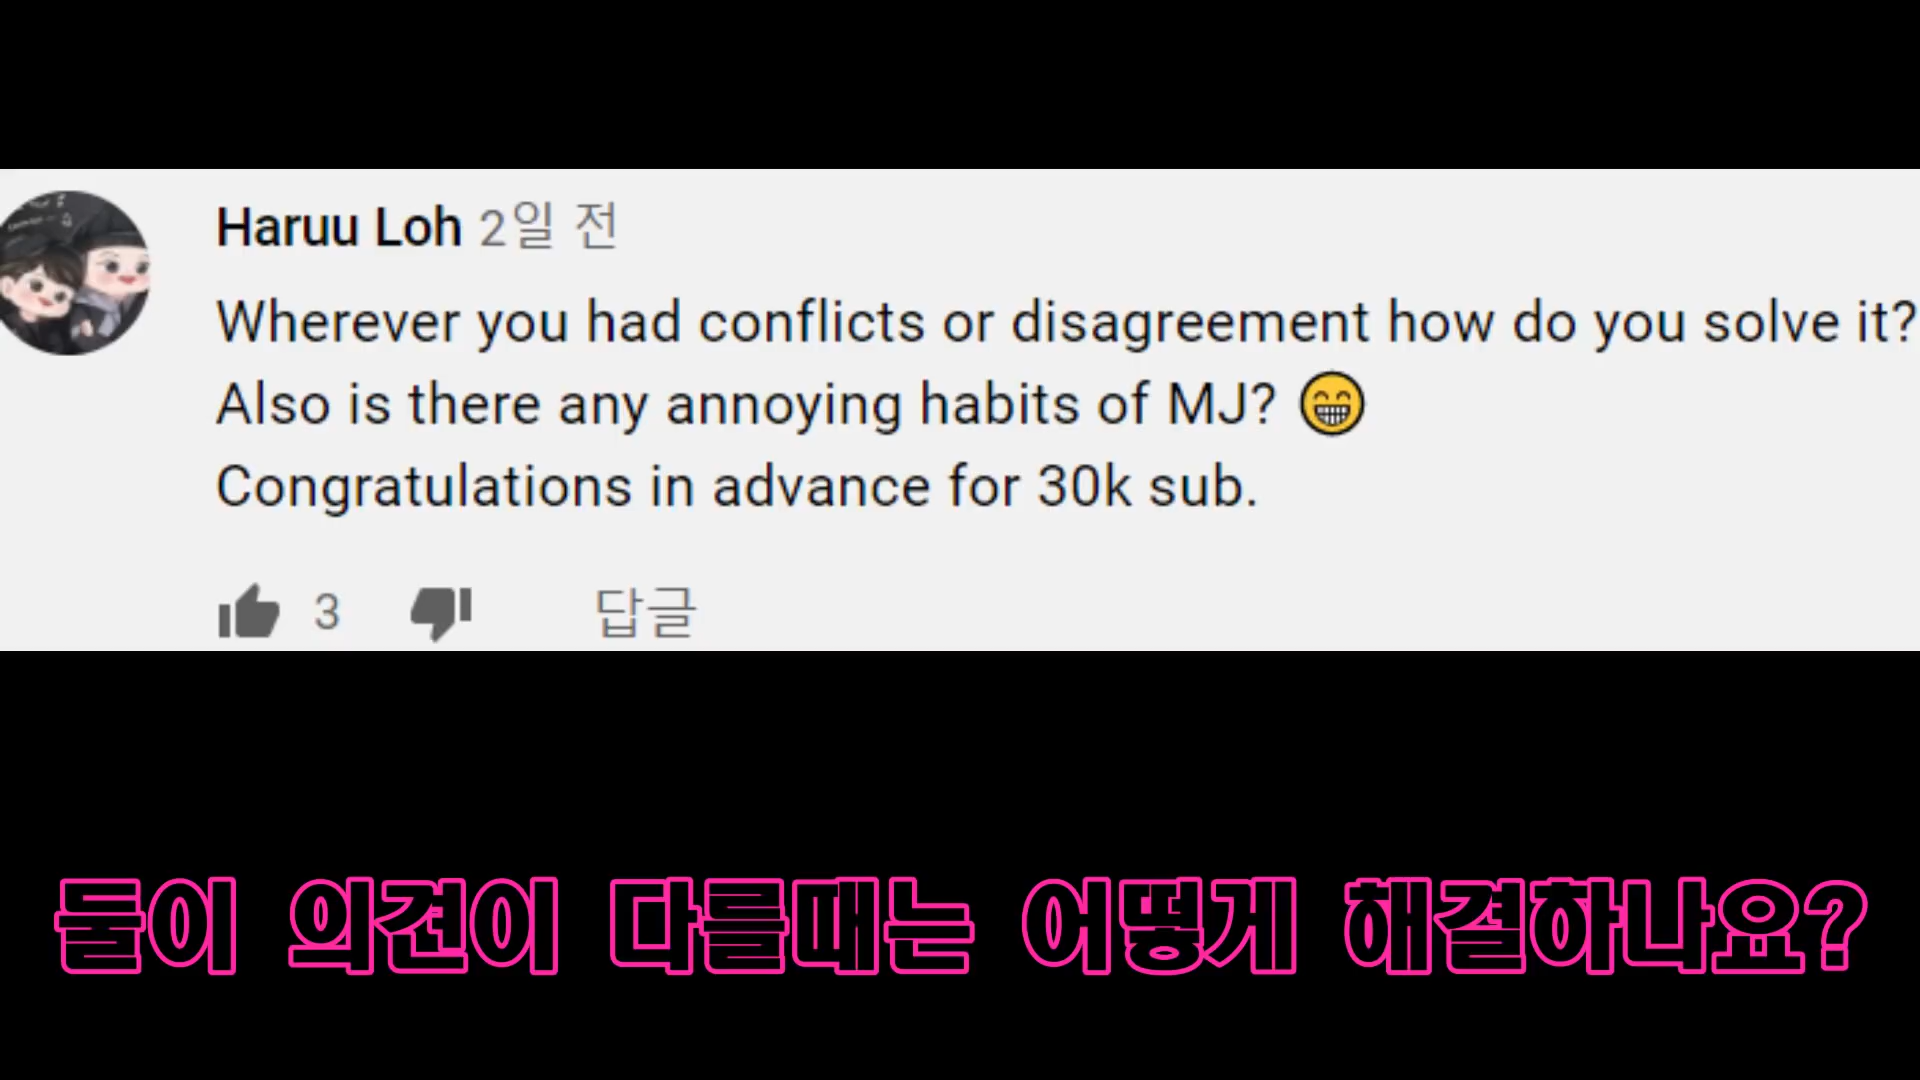 Haruu Loh 2일 전
Wherever you had conflicts or disagreement how do you solve it?
Also is there any annoying habits of MJ? 😁
Congratulations in advance for 30k sub.
3 답글
둘이 의견이 다를때는 어떻게 해결하나요?